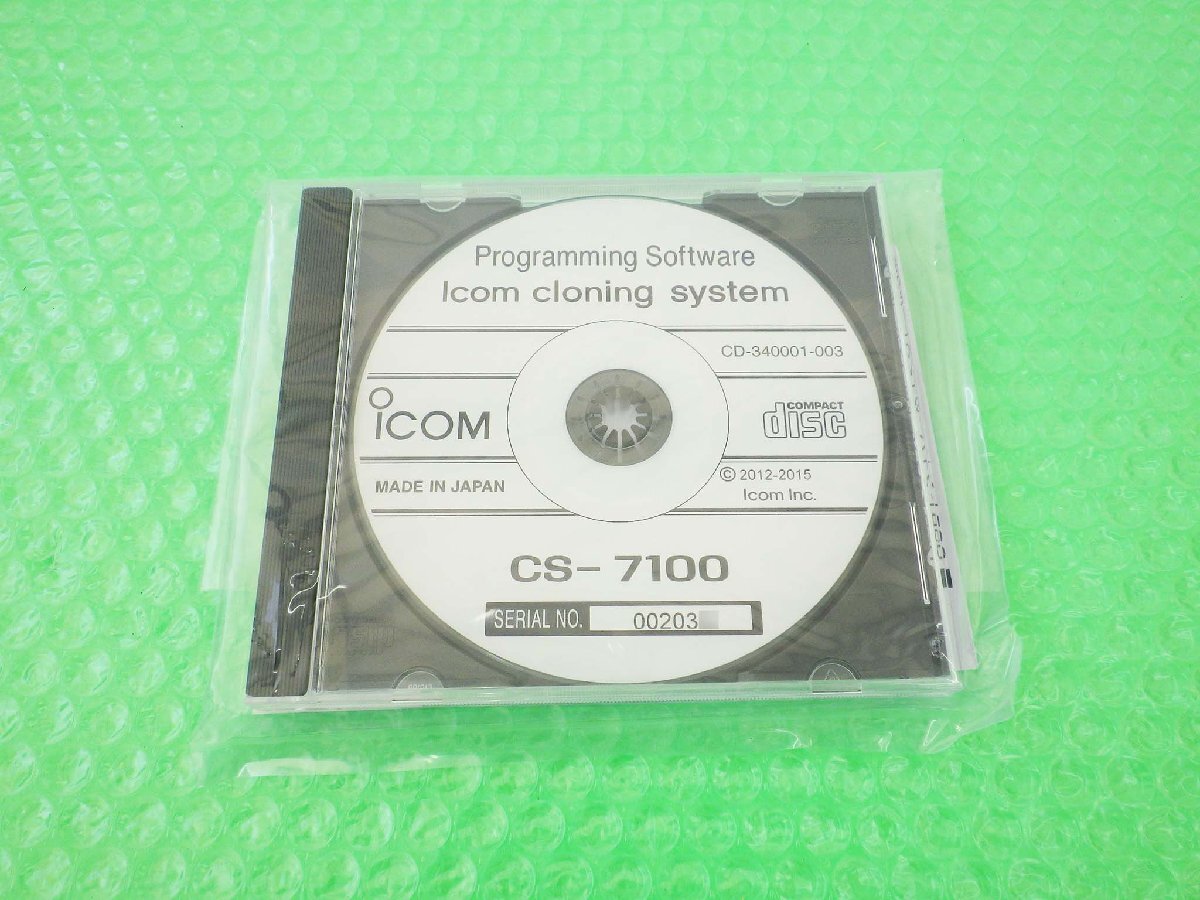 Programming Software
Icom cloning system
CD-340001-003
ICOM
COMPACT
disc
MADE IN JAPAN
© 2012-2015
Icom Inc.
CS-7100
SERIAL NO. 00203